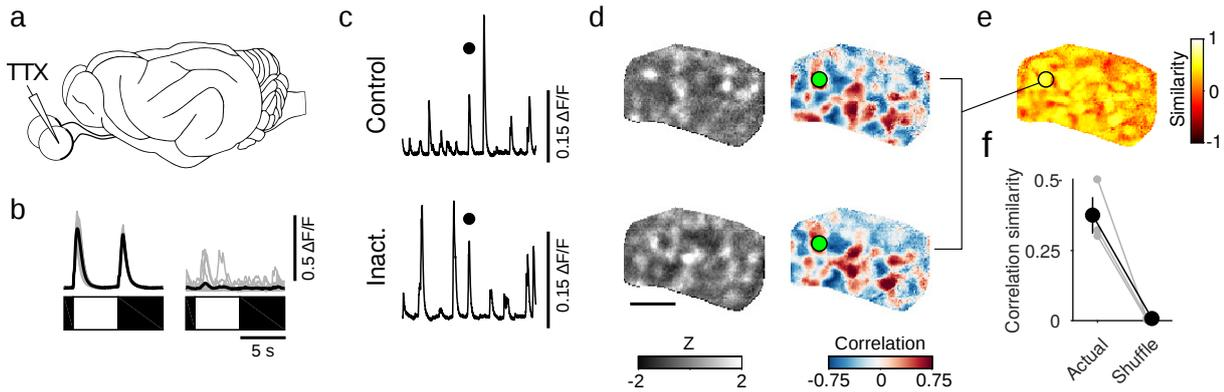 a
TTX
b
0.5 ΔF/F
5 s
c
Control
0.15 ΔF/F
Inact.
0.15 ΔF/F
d
Z
-2
2
Correlation
-0.75
0
0.75
e
Similarity
1
0
-1
f
Correlation similarity
0.5
0.25
0
Actual
Shuffle